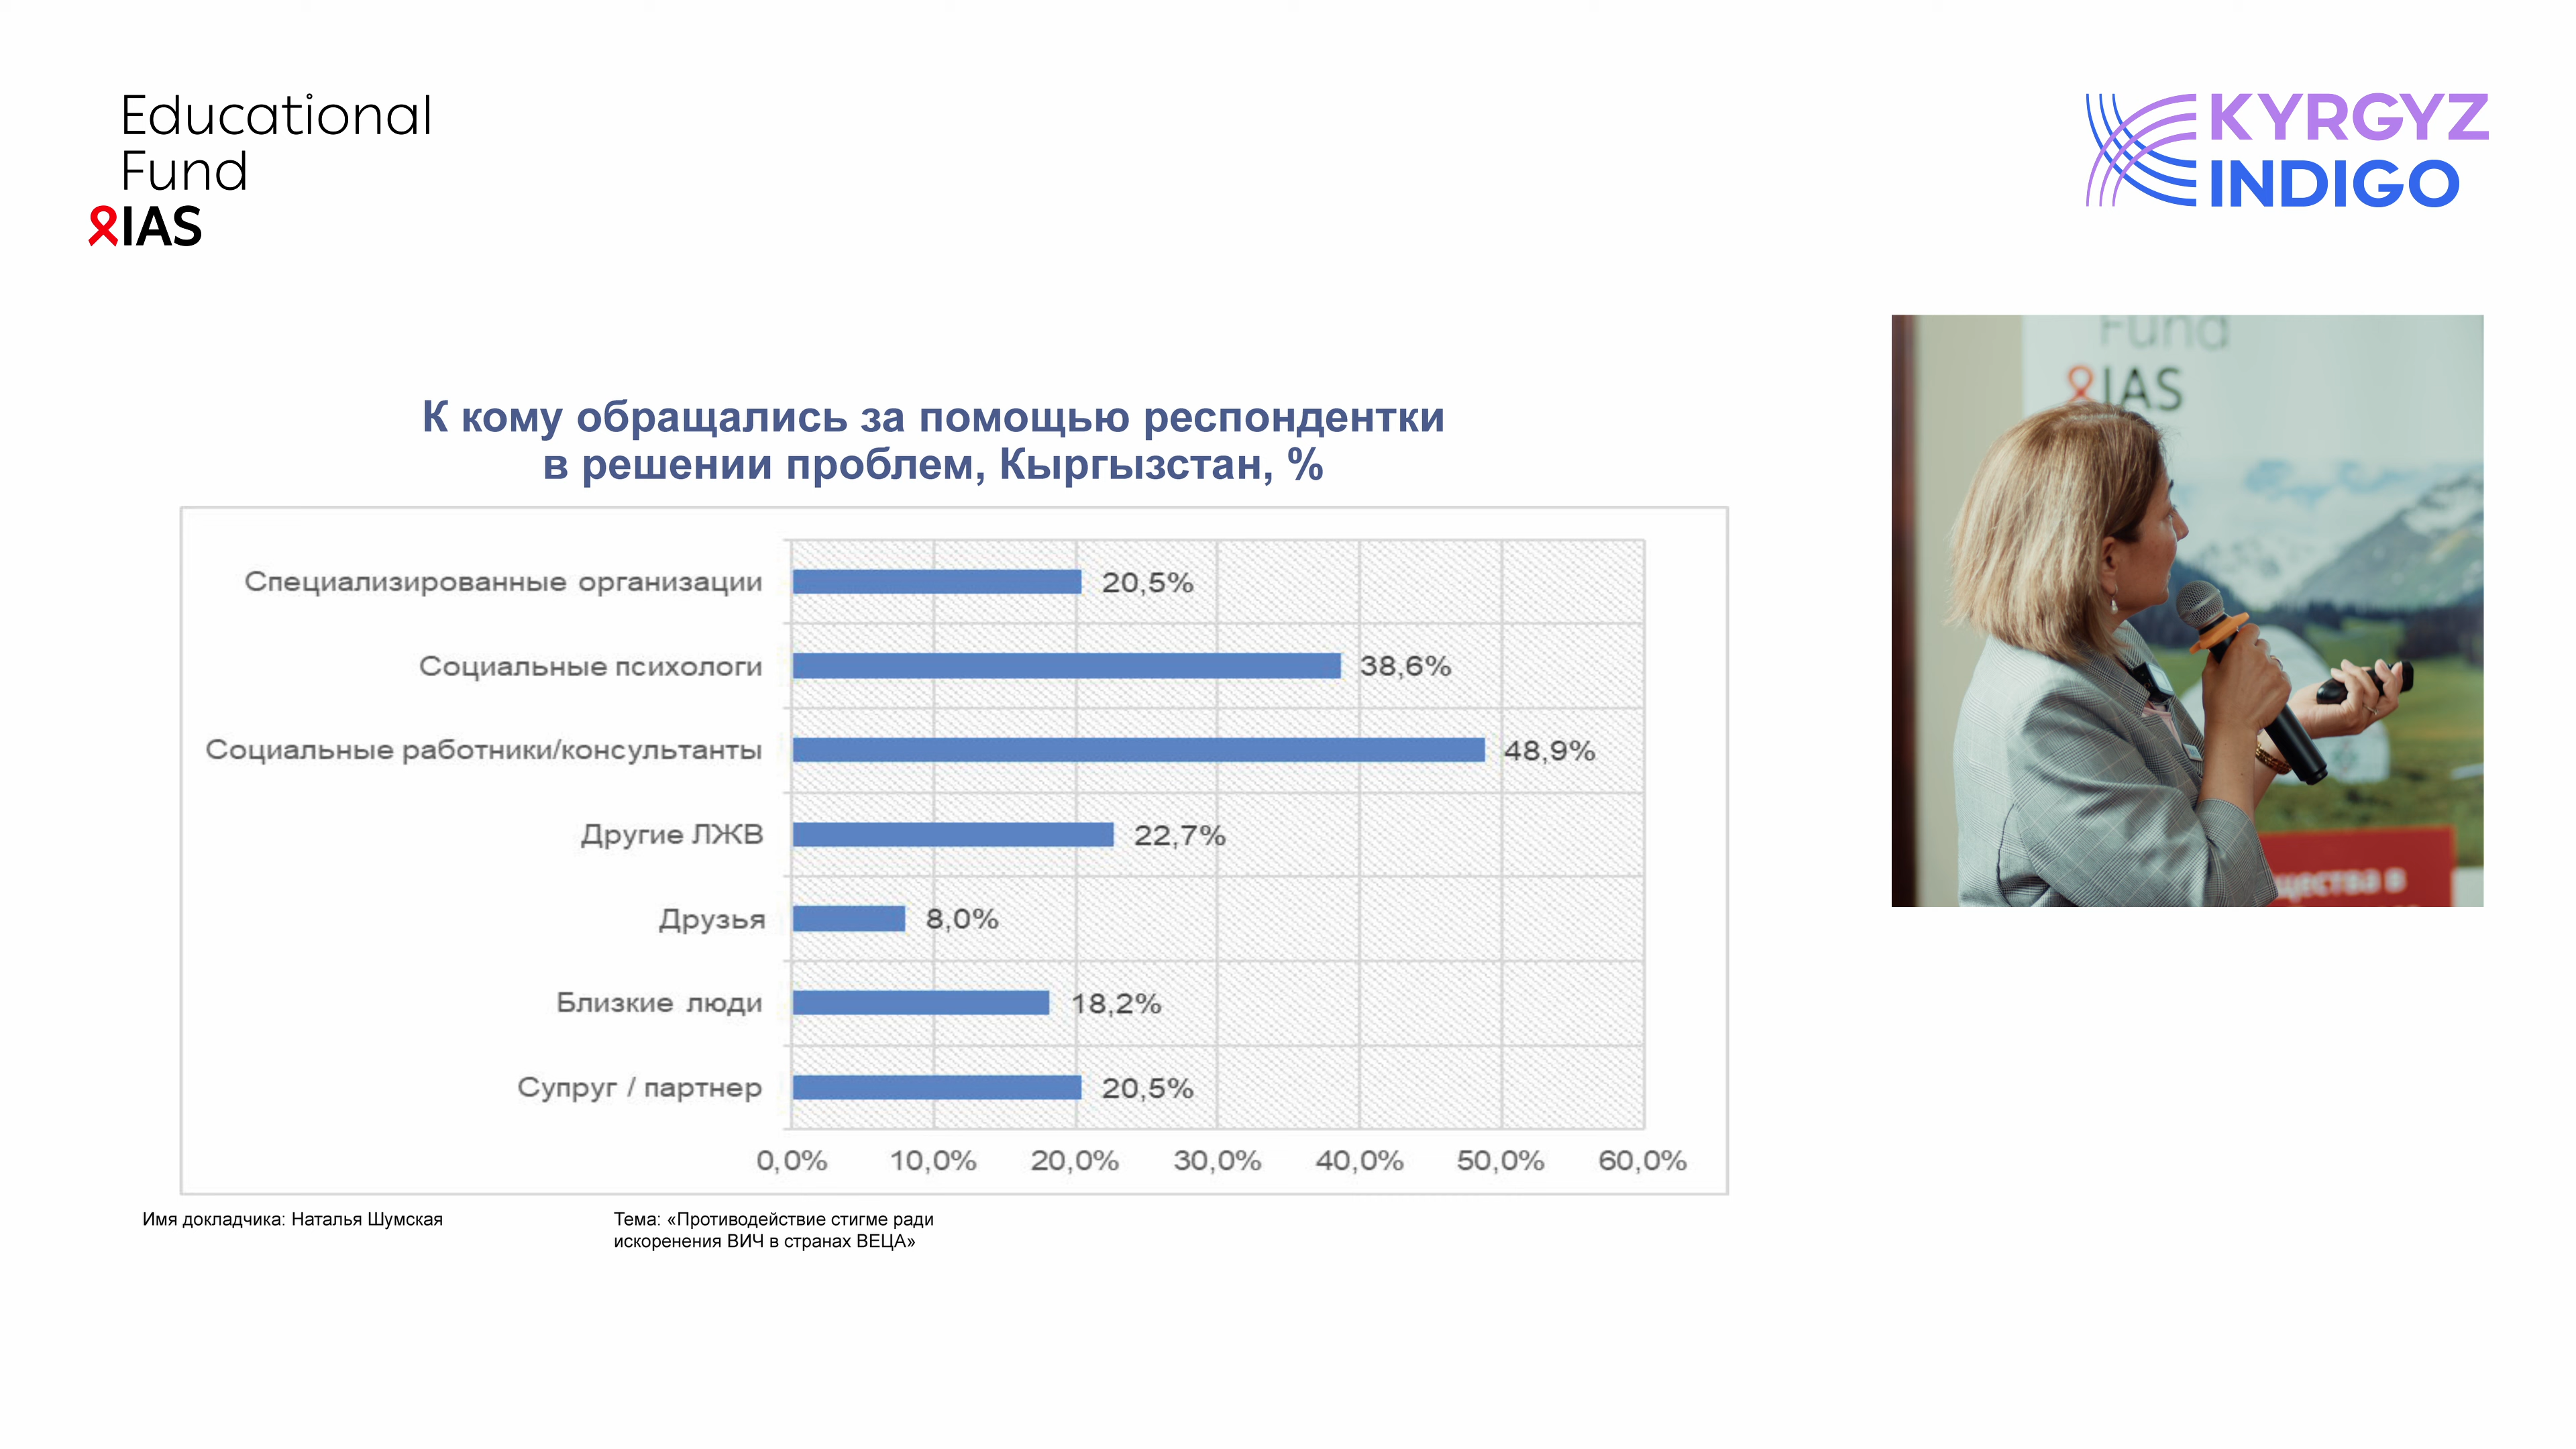 Educational
Fund
IAS
KYRGYZ
INDIGO
Fund
IAS
щества в
К кому обращались за помощью респондентки
в решении проблем, Кыргызстан, %
Специализированные организации 20,5%
Социальные психологи 38,6%
Социальные работники/консультанты 48,9%
Другие ЛЖВ 22,7%
Друзья 8,0%
Близкие люди 18,2%
Супруг / партнер 20,5%
0,0% 10,0% 20,0% 30,0% 40,0% 50,0% 60,0%
Имя докладчика: Наталья Шумская
Тема: «Противодействие стигме ради
искоренения ВИЧ в странах ВЕЦА»